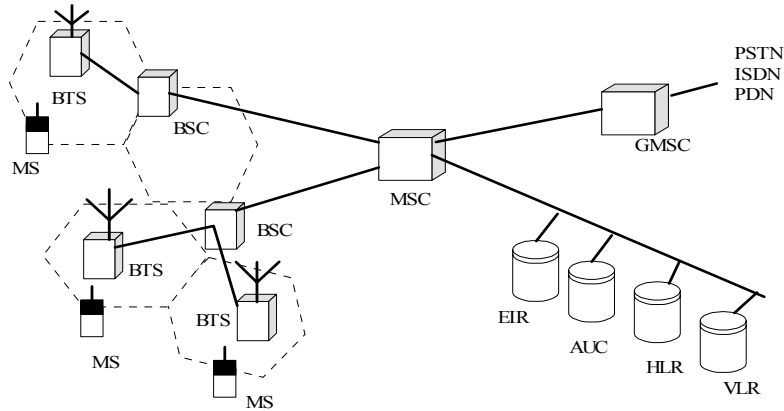 PSTN
ISDN
PDN
BTS
BSC
GMSC
MS
MSC
BSC
BTS
BTS
EIR
AUC
MS
HLR
VLR
MS